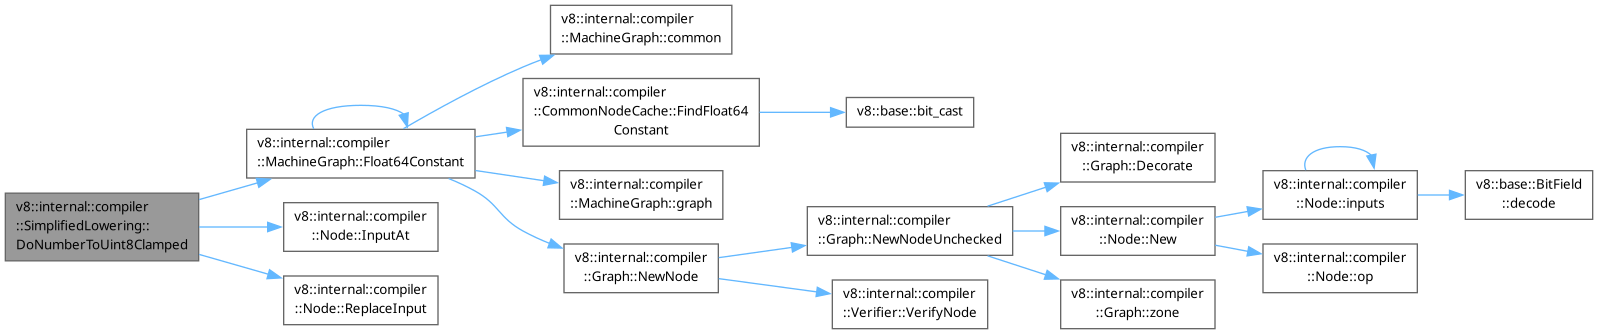 v8::internal::compiler
::SimplifiedLowering::
DoNumberToUint8Clamped
v8::internal::compiler
::MachineGraph::Float64Constant
v8::internal::compiler
::Node::InputAt
v8::internal::compiler
::Node::ReplaceInput
v8::internal::compiler
::MachineGraph::common
v8::internal::compiler
::CommonNodeCache::FindFloat64
Constant
v8::internal::compiler
::MachineGraph::graph
v8::internal::compiler
::Graph::NewNode
v8::base::bit_cast
v8::internal::compiler
::Graph::NewNodeUnchecked
v8::internal::compiler
::Verifier::VerifyNode
v8::internal::compiler
::Graph::Decorate
v8::internal::compiler
::Node::New
v8::internal::compiler
::Graph::zone
v8::internal::compiler
::Node::inputs
v8::internal::compiler
::Node::op
v8::base::BitField
::decode